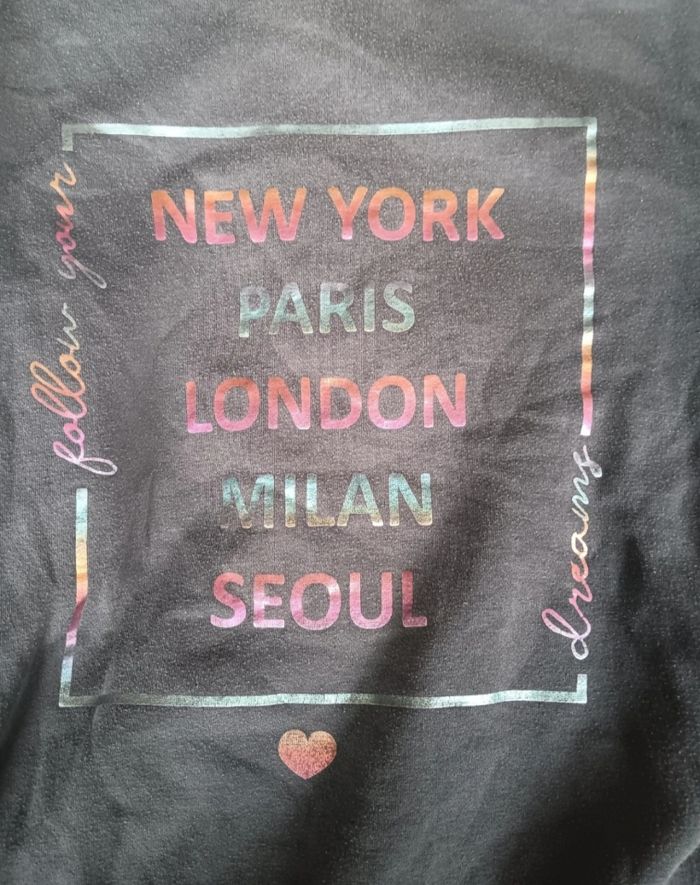 follow your
NEW YORK
PARIS
LONDON
MILAN
SEOUL
dreams